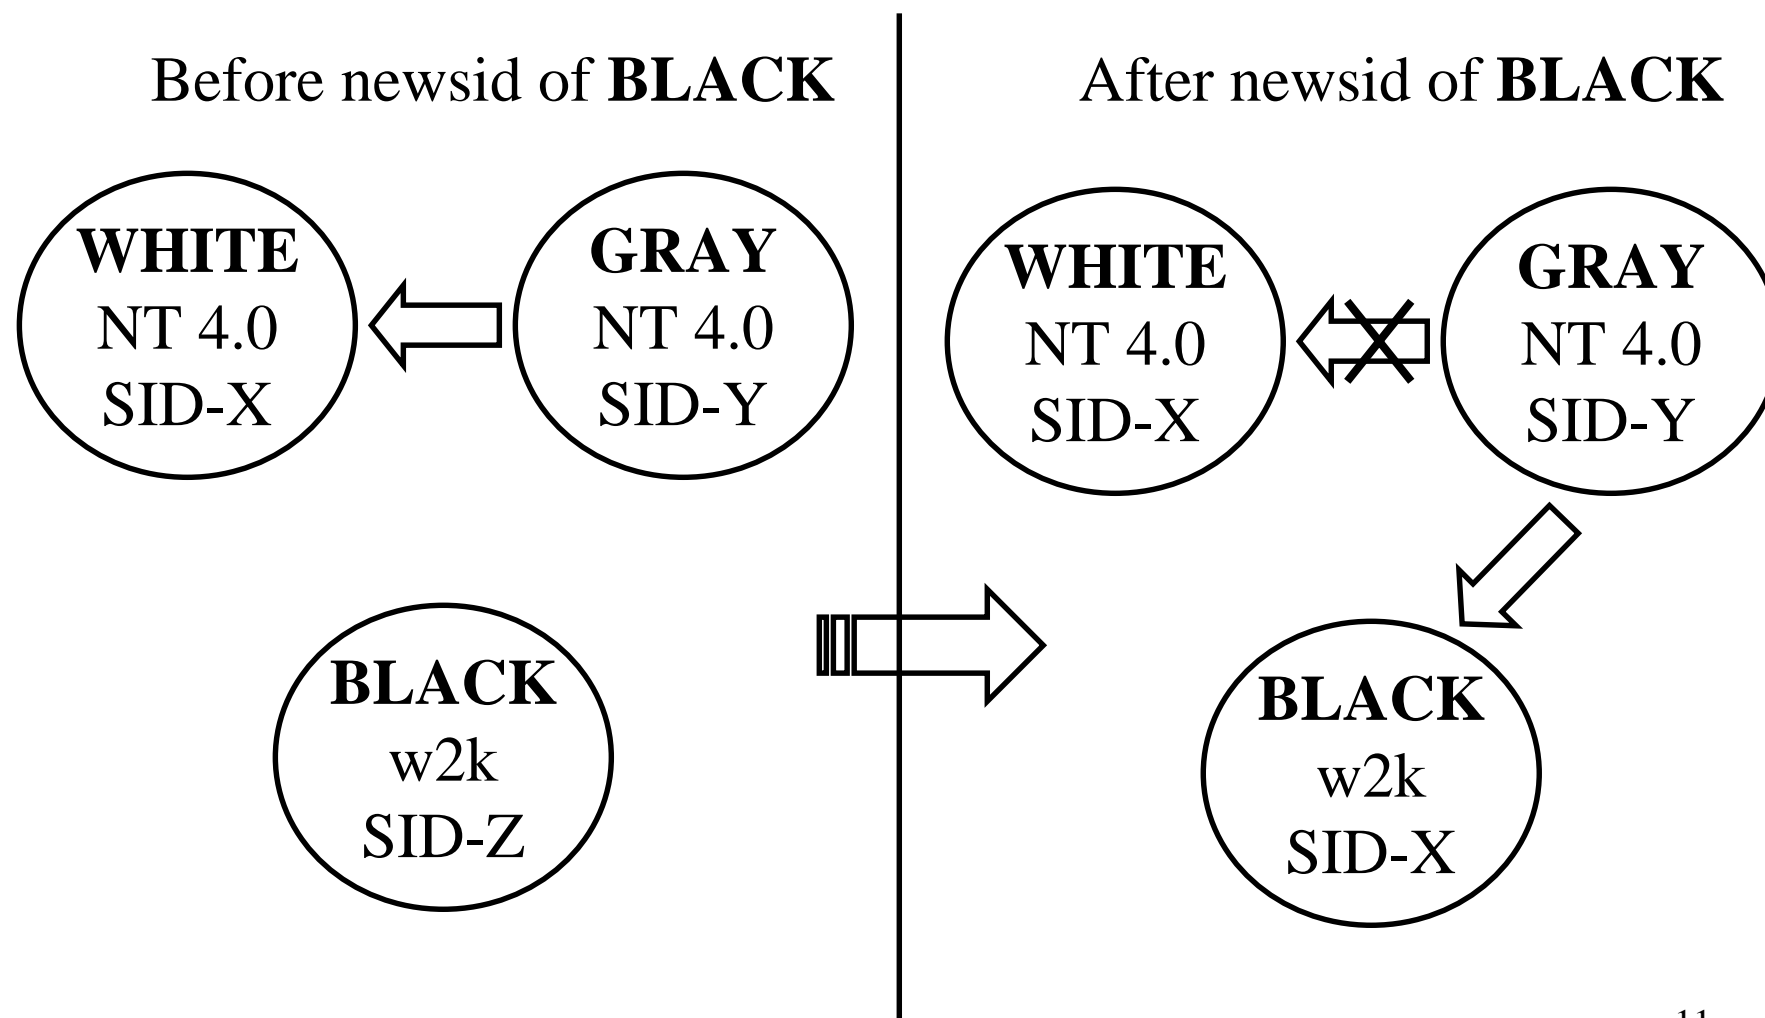 Before newsid of BLACK
WHITE
NT 4.0
SID-X
GRAY
NT 4.0
SID-Y
BLACK
w2k
SID-Z
After newsid of BLACK
WHITE
NT 4.0
SID-X
GRAY
NT 4.0
SID-Y
BLACK
w2k
SID-X
11